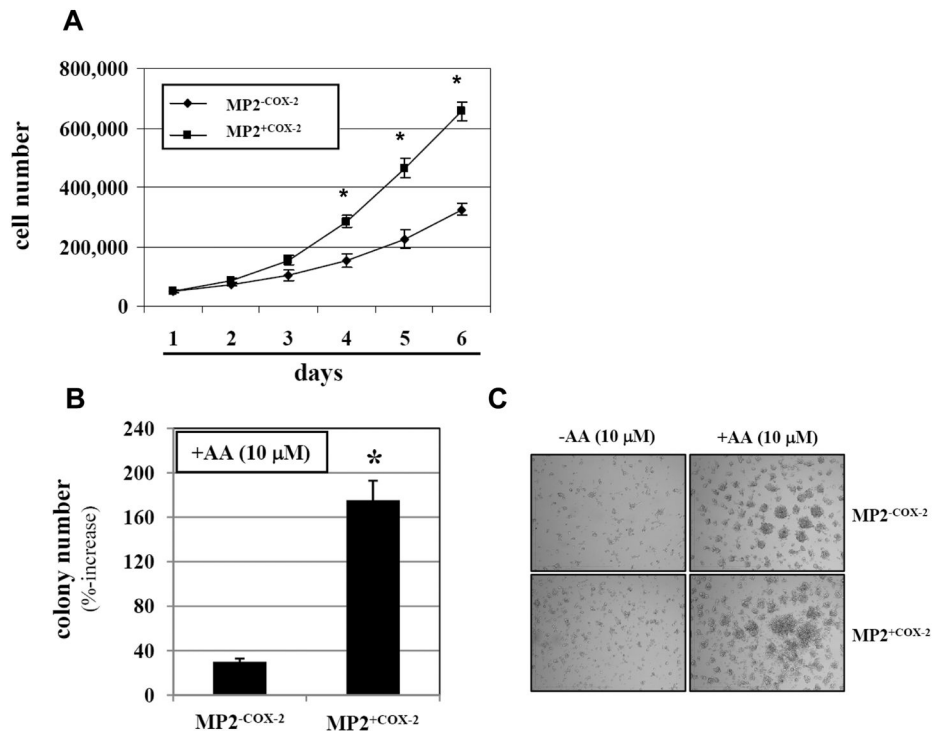 A
800,000
600,000
400,000
200,000
0
cell number
MP2-COX-2
MP2+COX-2
*
*
*
1 2 3 4 5 6
days
B
240
200
160
120
80
40
0
colony number
(%-increase)
+AA (10 μM)
*
MP2-COX-2 MP2+COX-2
C
-AA (10 μM) +AA (10 μM)
MP2-COX-2
MP2+COX-2